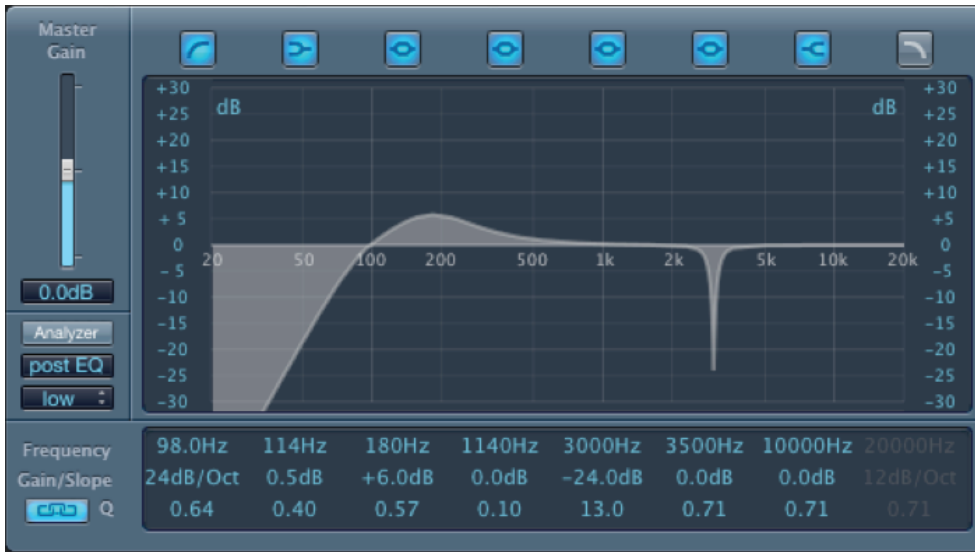 Master
Gain
+30 dB dB +30
+25 +25
+20 +20
+15 +15
+10 +10
+ 5 +5
0 0
20 50 100 200 500 1k 2k 5k 10k 20k
- 5 -5
-10 -10
-15 -15
-20 -20
-25 -25
-30 -30
0.0dB
Analyzer
post EQ
low
Frequency 98.0Hz 114Hz 180Hz 1140Hz 3000Hz 3500Hz 10000Hz 20000Hz
Gain/Slope 24dB/Oct 0.5dB +6.0dB 0.0dB -24.0dB 0.0dB 0.0dB 12dB/Oct
Q 0.64 0.40 0.57 0.10 13.0 0.71 0.71 0.71